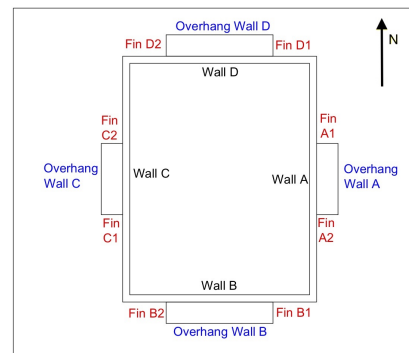 Overhang Wall D
Fin D2
Fin D1
N
Wall D
Fin
C2
Fin
A1
Overhang
Wall C
Wall C
Wall A
Overhang
Wall A
Fin
C1
Fin
A2
Wall B
Fin B2
Fin B1
Overhang Wall B